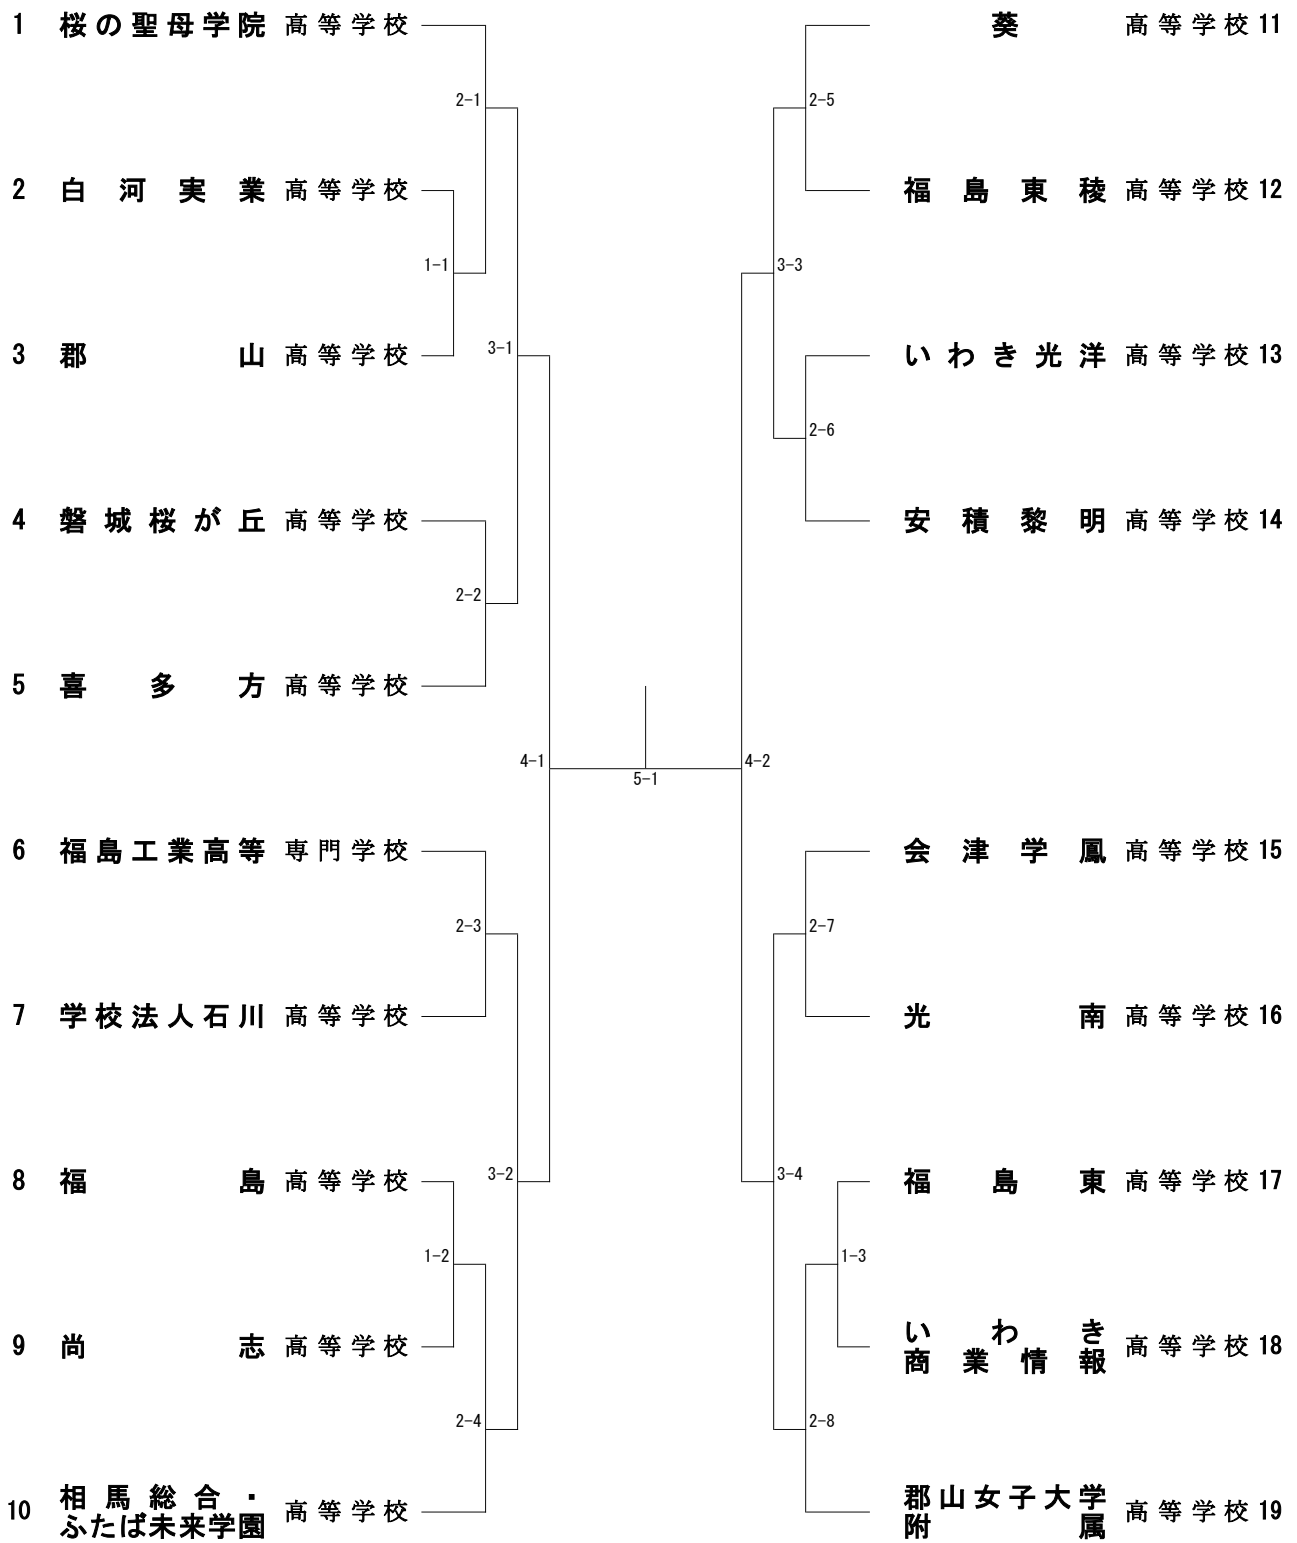 1 桜の聖母学院 高等学校
2-1
2 白河実業 高等学校
1-1
3 郡山 高等学校
3-1
4 磐城桜が丘 高等学校
2-2
5 喜多方 高等学校
4-1
6 福島工業高等 専門学校
2-3
7 学校法人石川 高等学校
3-2
8 福島 高等学校
1-2
9 尚志 高等学校
2-4
10 相馬総合・
ふたば未来学園 高等学校
5-1
葵 高等学校 11
2-5
福島東稜 高等学校 12
3-3
いわき光洋 高等学校 13
2-6
安積黎明 高等学校 14
4-2
会津学鳳 高等学校 15
2-7
光南 高等学校 16
3-4
福島東 高等学校 17
1-3
いわき
商業情報 高等学校 18
2-8
郡山女子大学
附属 高等学校 19